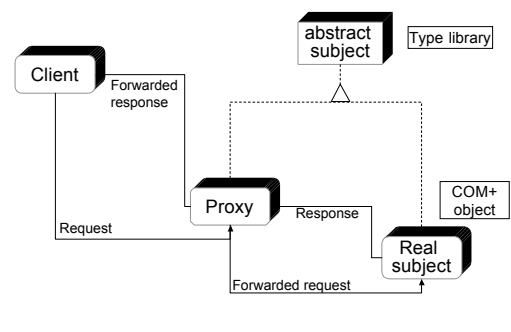 abstract
subject
Type library
Client
Forwarded
response
COM+
object
Proxy
Response
Request
Real
subject
Forwarded request